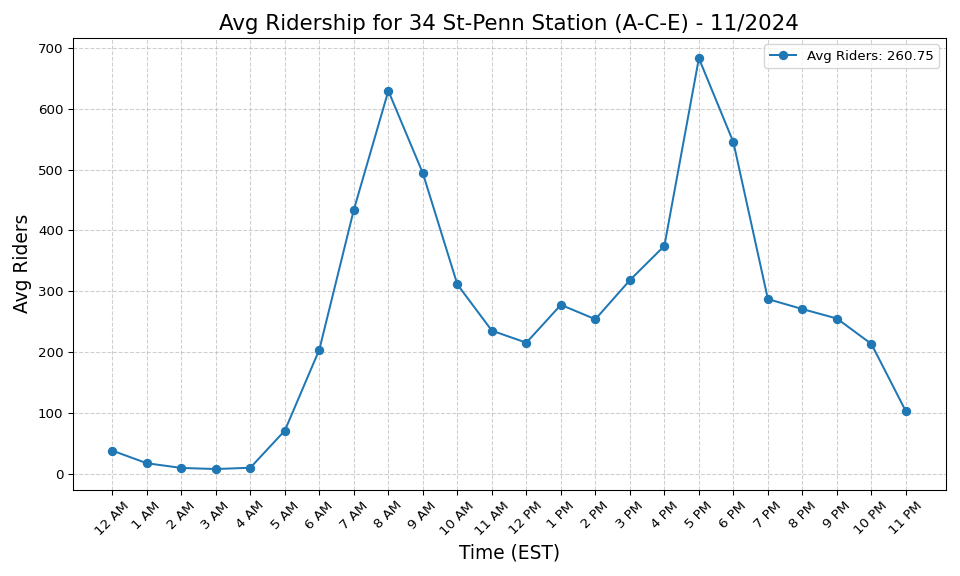 Avg Ridership for 34 St-Penn Station (A-C-E) - 11/2024
Avg Riders: 260.75
Avg Riders
700
600
500
400
300
200
100
0
12 AM
1 AM
2 AM
3 AM
4 AM
5 AM
6 AM
7 AM
8 AM
9 AM
10 AM
11 AM
12 PM
1 PM
2 PM
3 PM
4 PM
5 PM
6 PM
7 PM
8 PM
9 PM
10 PM
11 PM
Time (EST)